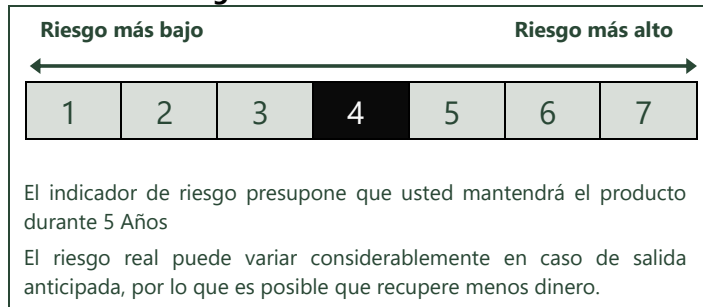 Riesgo más bajo Riesgo más alto
1 2 3 4 5 6 7
El indicador de riesgo presupone que usted mantendrá el producto
durante 5 Años
El riesgo real puede variar considerablemente en caso de salida
anticipada, por lo que es posible que recupere menos dinero.